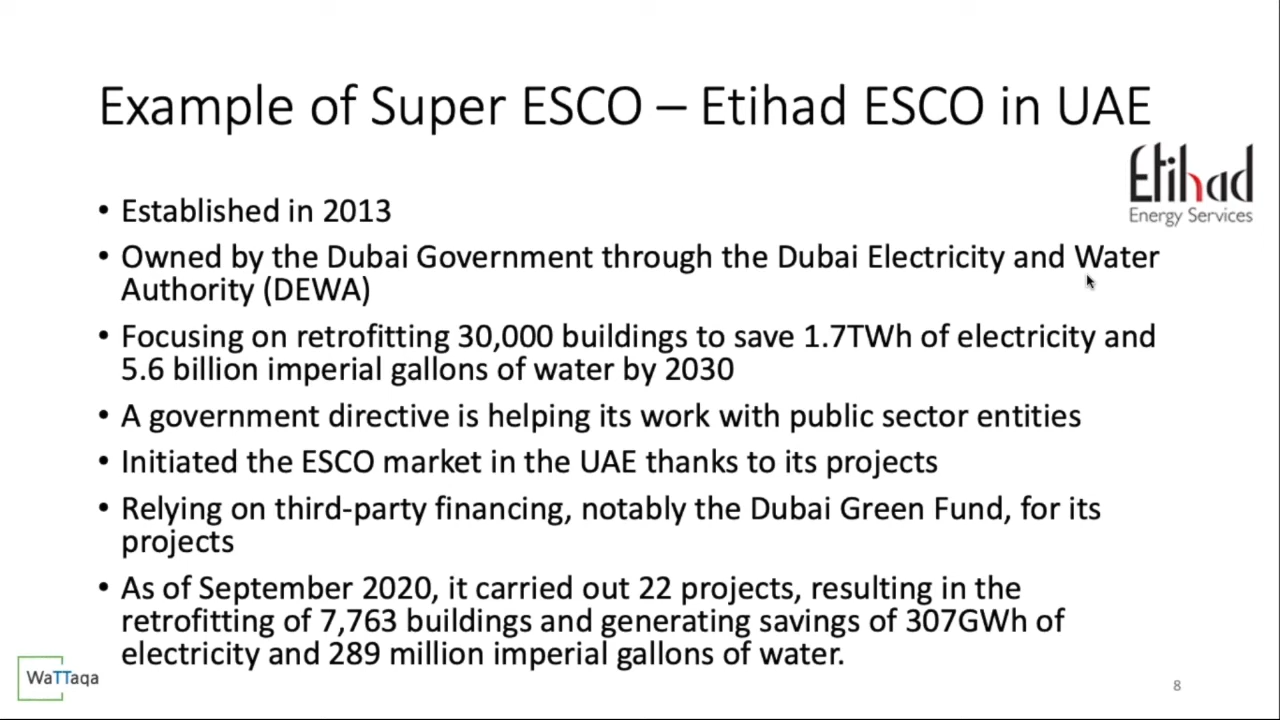 Example of Super ESCO – Etihad ESCO in UAE
Etihad
Energy Services
• Established in 2013
• Owned by the Dubai Government through the Dubai Electricity and Water
Authority (DEWA)
• Focusing on retrofitting 30,000 buildings to save 1.7TWh of electricity and
5.6 billion imperial gallons of water by 2030
• A government directive is helping its work with public sector entities
• Initiated the ESCO market in the UAE thanks to its projects
• Relying on third-party financing, notably the Dubai Green Fund, for its
projects
• As of September 2020, it carried out 22 projects, resulting in the
retrofitting of 7,763 buildings and generating savings of 307GWh of
electricity and 289 million imperial gallons of water.
WaTTaqa
8